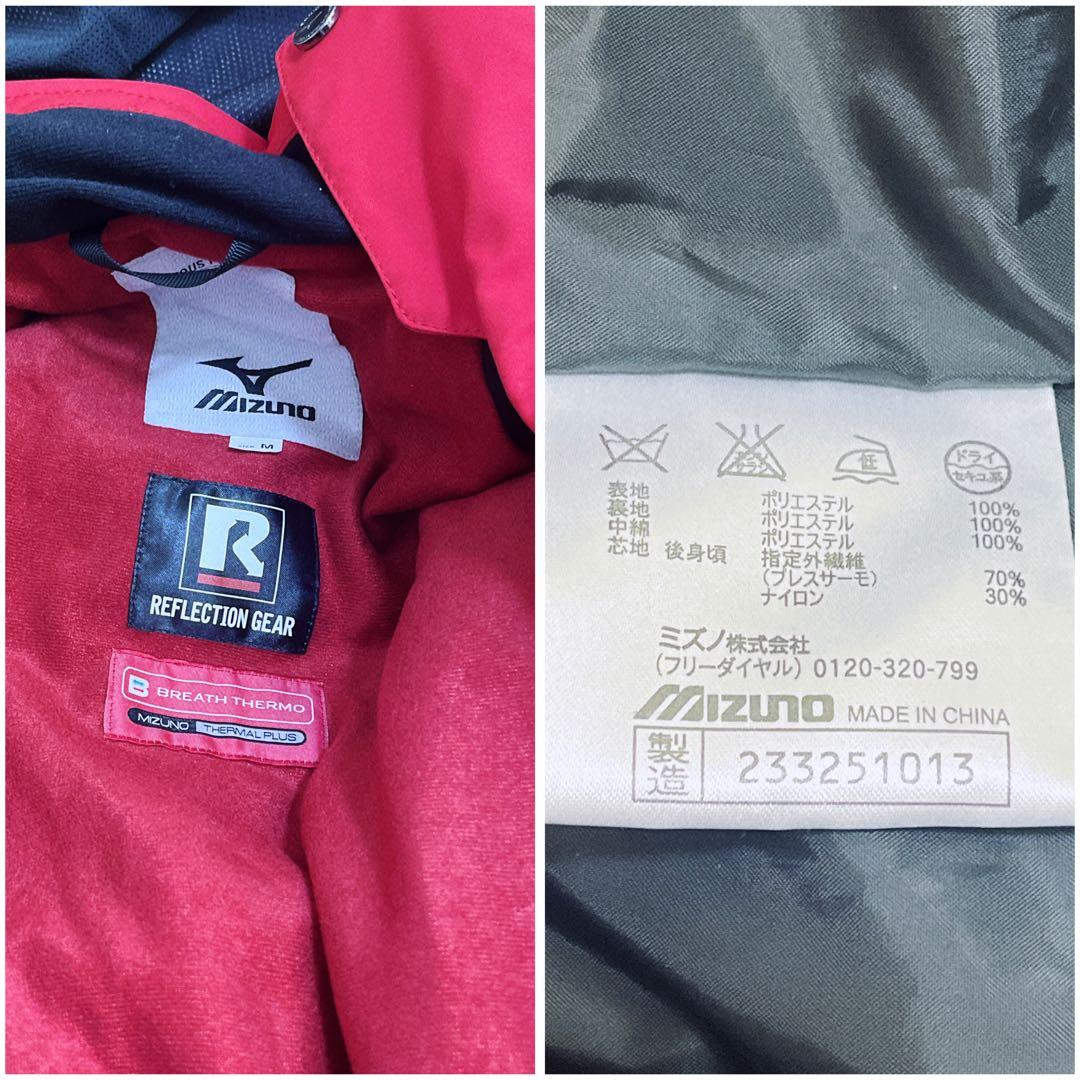 MIZUNO
SIZE M
R
REFLECTION GEAR
B BREATH THERMO
MIZUNO THERMAL PLUS
低 ドライ
セキユ系
表地 ポリエステル 100%
裏地 ポリエステル 100%
中綿 ポリエステル 100%
芯地 後身頃 指定外繊維
(ブレスサーモ) 70%
ナイロン 30%
ミズノ株式会社
(フリーダイヤル) 0120-320-799
MIZUNO MADE IN CHINA
製造 233251013